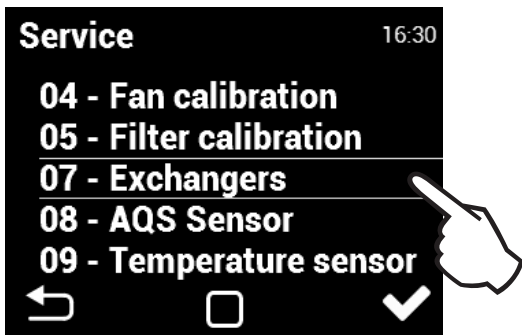 Service
16:30
04 - Fan calibration
05 - Filter calibration
07 - Exchangers
08 - AQS Sensor
09 - Temperature sensor